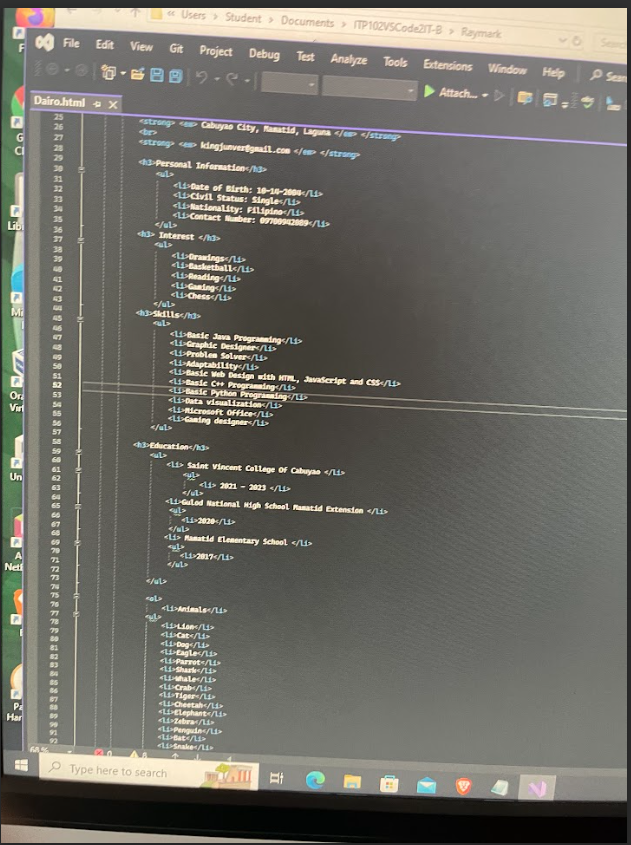 « Users › Student › Documents › ITP102VSCode2IT-B › Raymark
File Edit View Git Project Debug Test Analyze Tools Extensions Window Help Sear
Attach...
Dairo.html
25
26 <strong> <em> Cabuyao City, Mamatid, Laguna </em> </strong>
27 <br>
28 <strong> <em> kingjunver@gmail.com </em> </strong>
29
30 <h3>Personal Information</h3>
31 <ul>
32 <li>Date of Birth: 10-14-2004</li>
33 <li>Civil Status: Single</li>
34 <li>Nationality: Filipino</li>
35 <li>Contact Number: 09700942089</li>
36 </ul>
37 <h3> Interest </h3>
38 <ul>
39 <li>Drawings</li>
40 <li>Basketball</li>
41 <li>Reading</li>
42 <li>Gaming</li>
43 <li>Chess</li>
44 </ul>
45 <h3>Skills</h3>
46 <ul>
47 <li>Basic Java Programming</li>
48 <li>Graphic Designer</li>
49 <li>Problem Solver</li>
50 <li>Adaptability</li>
51 <li>Basic Web Design with HTML, JavaScript and CSS</li>
52 <li>Basic C++ Programming</li>
53 <li>Basic Python Programming</li>
54 <li>Data visualization</li>
55 <li>Microsoft Office</li>
56 <li>Gaming designer</li>
57 </ul>
58
59 <h3>Education</h3>
60 <ul>
61 <li> Saint Vincent College Of Cabuyao </li>
62 <ul>
63 <li> 2021 - 2023 </li>
64 </ul>
65 <li>Gulod National High School Mamatid Extension </li>
66 <ul>
67 <li>2020</li>
68 </ul>
69 <li> Mamatid Elementary School </li>
70 <ul>
71 <li>2017</li>
72 </ul>
73
74 </ul>
75
76 <ol>
77 <li>Animals</li>
78 <ul>
79 <li>Lion</li>
80 <li>Cat</li>
81 <li>Dog</li>
82 <li>Eagle</li>
83 <li>Parrot</li>
84 <li>Shark</li>
85 <li>Whale</li>
86 <li>Crab</li>
87 <li>Tiger</li>
88 <li>Cheetah</li>
89 <li>Elephant</li>
90 <li>Zebra</li>
91 <li>Penguin</li>
92 <li>Bat</li>
<li>Snake</li>
Type here to search